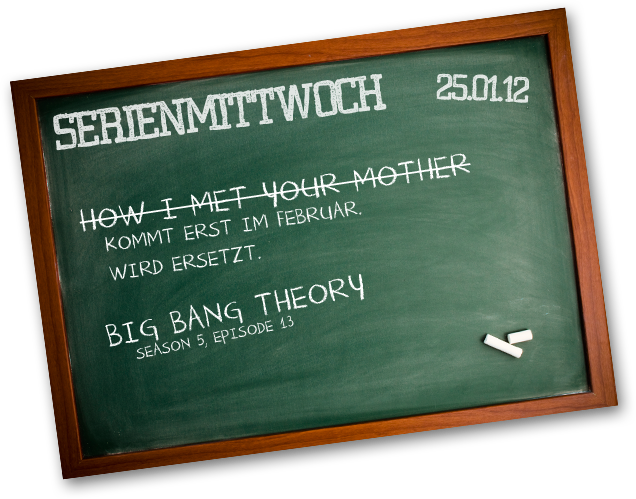 SERIENMITTWOCH 25.01.12
HOW I MET YOUR MOTHER
KOMMT ERST IM FEBRUAR.
WIRD ERSETZT.
BIG BANG THEORY
SEASON 5, EPISODE 13